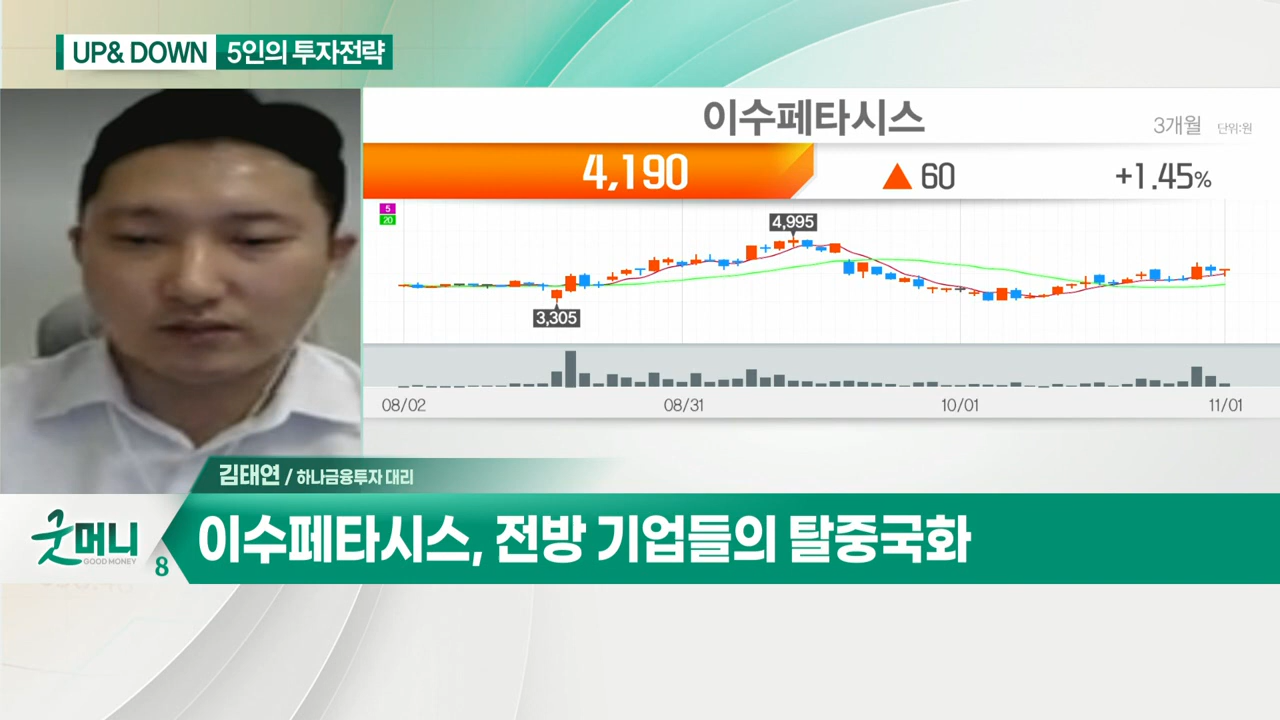 UP& DOWN 5인의 투자전략
이수페타시스
3개월 단위:원
4,190 ▲ 60 +1.45%
5
20
4,995
3,305
08/02 08/31 10/01 11/01
김태연 / 하나금융투자 대리
굿머니
GOOD MONEY
8
이수페타시스, 전방 기업들의 탈중국화